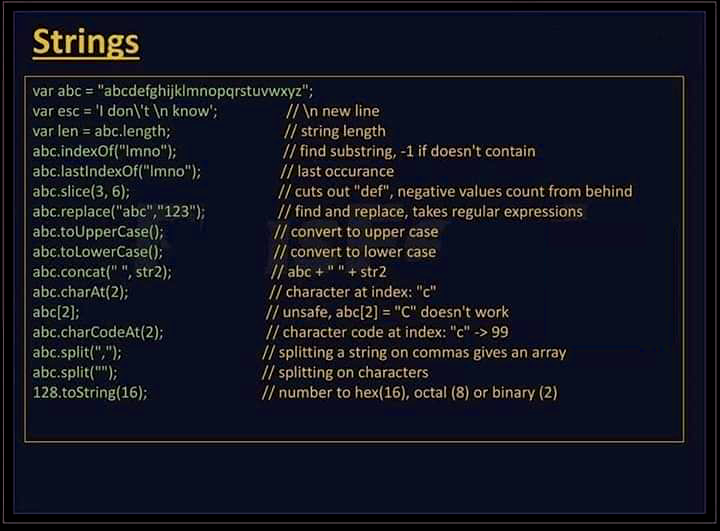 Strings
var abc = "abcdefghijklmnopqrstuvwxyz";
var esc = 'I don\'t \n know'; // \n new line
var len = abc.length; // string length
abc.indexOf("lmno"); // find substring, -1 if doesn't contain
abc.lastIndexOf("lmno"); // last occurance
abc.slice(3, 6); // cuts out "def", negative values count from behind
abc.replace("abc","123"); // find and replace, takes regular expressions
abc.toUpperCase(); // convert to upper case
abc.toLowerCase(); // convert to lower case
abc.concat(" ", str2); // abc + " " + str2
abc.charAt(2); // character at index: "c"
abc[2]; // unsafe, abc[2] = "C" doesn't work
abc.charCodeAt(2); // character code at index: "c" -> 99
abc.split(","); // splitting a string on commas gives an array
abc.split(""); // splitting on characters
128.toString(16); // number to hex(16), octal (8) or binary (2)